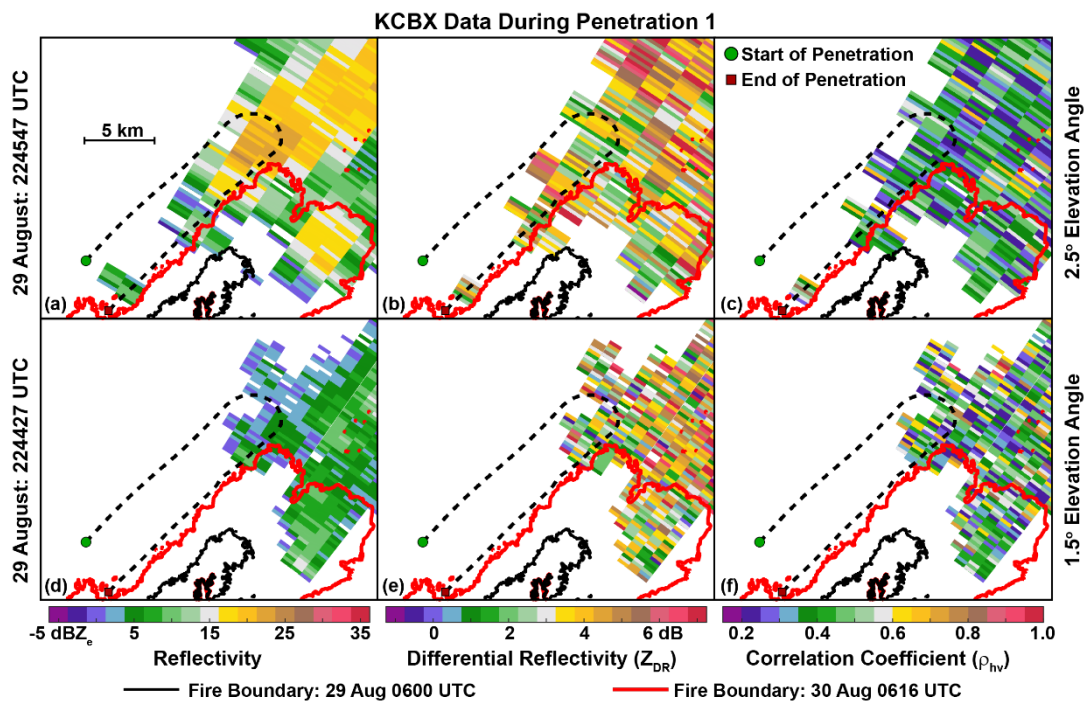 KCBX Data During Penetration 1
29 August: 224547 UTC
5 km
Start of Penetration
End of Penetration
(a)
(b)
(c)
2.5º Elevation Angle
29 August: 224427 UTC
(d)
(e)
(f)
1.5º Elevation Angle
-5 dBZe 5 15 25 35
0 2 4 6 dB
0.2 0.4 0.6 0.8 1.0
Reflectivity
Differential Reflectivity (ZDR)
Correlation Coefficient (ρhv)
Fire Boundary: 29 Aug 0600 UTC
Fire Boundary: 30 Aug 0616 UTC